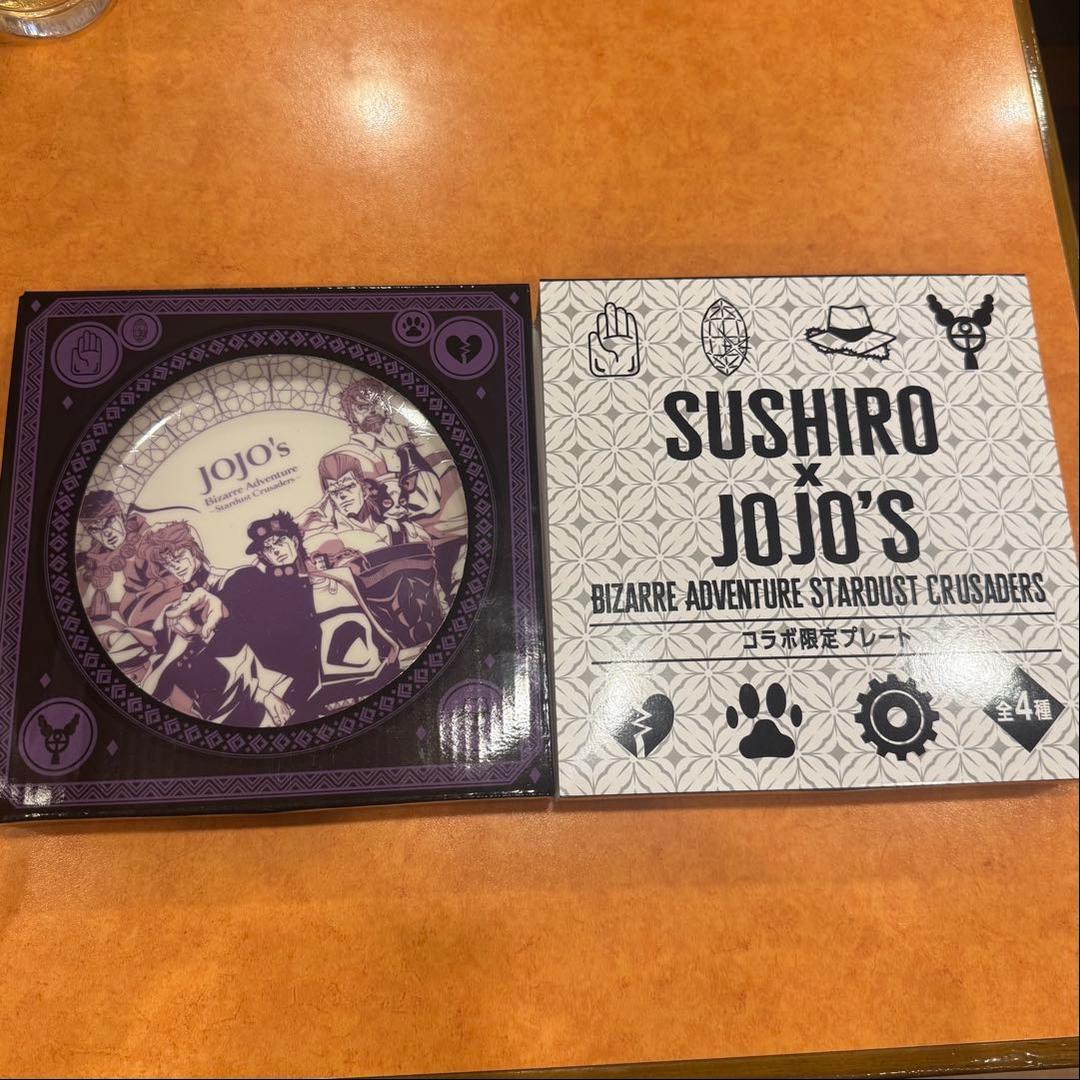 JOJO's
Bizarre Adventure
~Stardust Crusaders~
SUSHIRO
x
JOJO'S
BIZARRE ADVENTURE STARDUST CRUSADERS
コラボ限定プレート
全4種